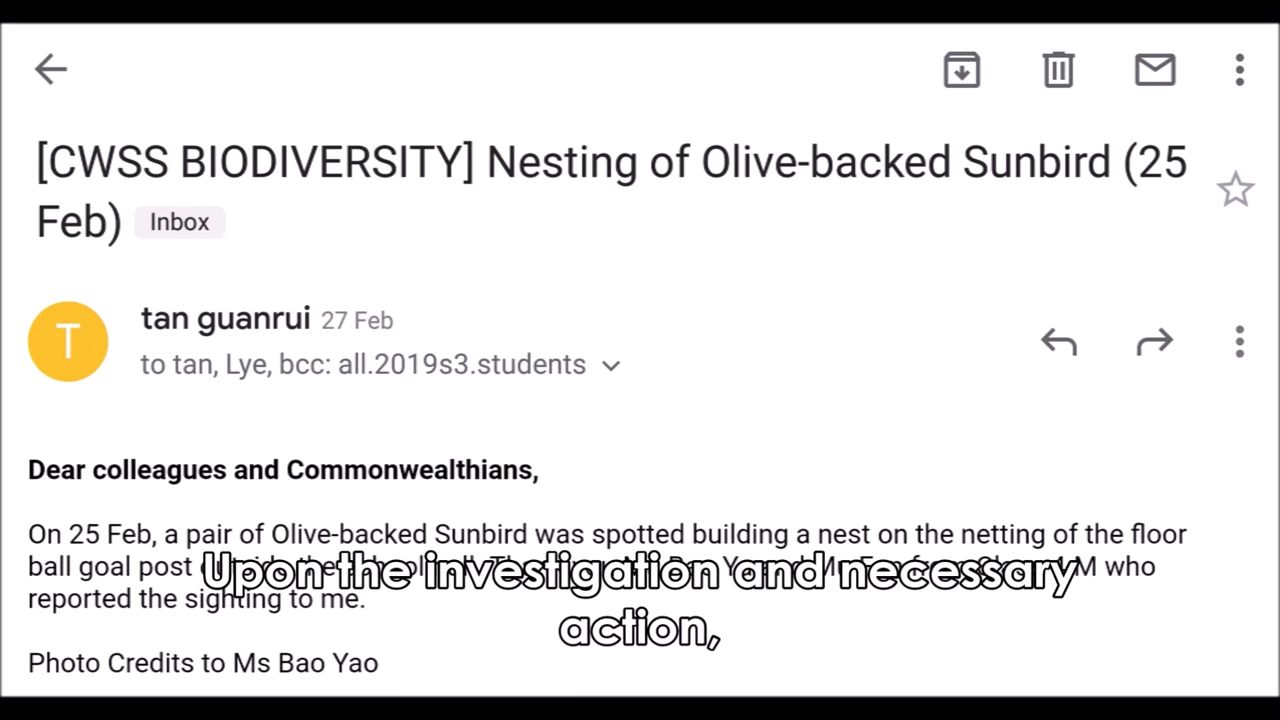 [CWSS BIODIVERSITY] Nesting of Olive-backed Sunbird (25
Feb) Inbox
T
tan guanrui 27 Feb
to tan, Lye, bcc: all.2019s3.students
Dear colleagues and Commonwealthians,
On 25 Feb, a pair of Olive-backed Sunbird was spotted building a nest on the netting of the floor
ball goal post who
Upon the investigation and necessary
reported the sighting to me.
action,
Photo Credits to Ms Bao Yao